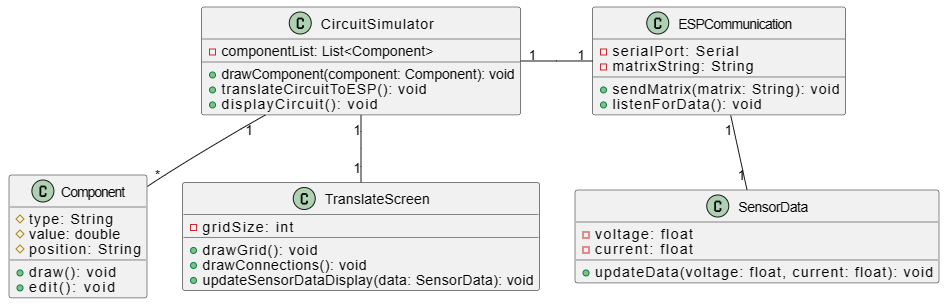 C CircuitSimulator
componentList: List<Component>
drawComponent(component: Component): void
translateCircuitToESP(): void
displayCircuit(): void
C ESPCommunication
serialPort: Serial
matrixString: String
sendMatrix(matrix: String): void
listenForData(): void
1 1
1 1 1
* 1 1
C Component
type: String
value: double
position: String
draw(): void
edit(): void
C TranslateScreen
gridSize: int
drawGrid(): void
drawConnections(): void
updateSensorDataDisplay(data: SensorData): void
C SensorData
voltage: float
current: float
updateData(voltage: float, current: float): void